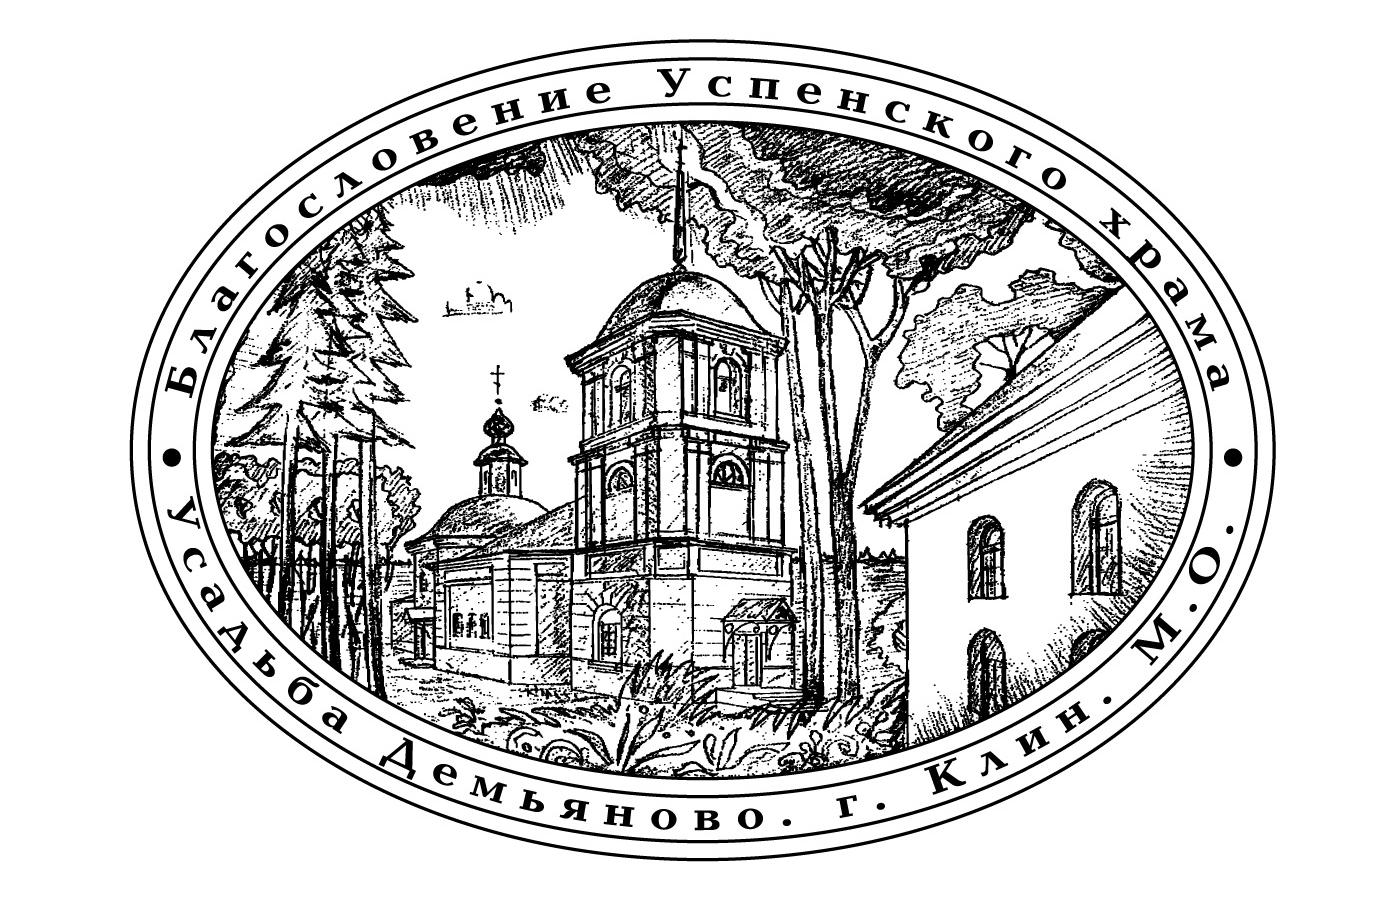 Благословение Успенского храма
Усадьба Демьяново. г. Клин. М.О.